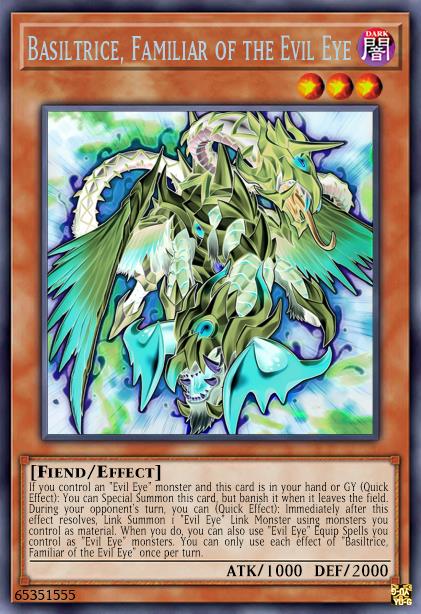 Basiltrice, Familiar of the Evil Eye
DARK
闇
[Fiend/Effect]
If you control an "Evil Eye" monster and this card is in your hand or GY (Quick
Effect): You can Special Summon this card, but banish it when it leaves the field.
During your opponent's turn, you can (Quick Effect): Immediately after this
effect resolves, Link Summon 1 "Evil Eye" Link Monster using monsters you
control as material. When you do, you can also use "Evil Eye" Equip Spells you
control as "Evil Eye" monsters. You can only use each effect of "Basiltrice,
Familiar of the Evil Eye" once per turn.
ATK/1000 DEF/2000
65351555